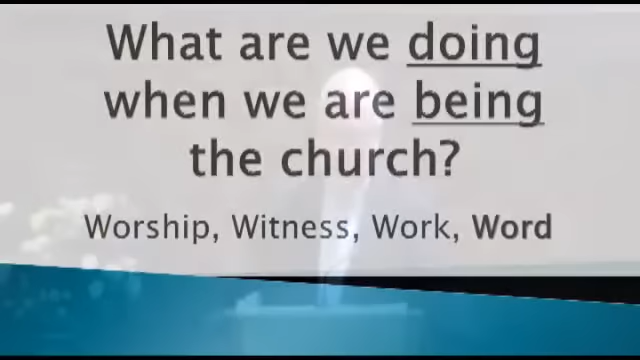 What are we doing
when we are being
the church?
Worship, Witness, Work, Word